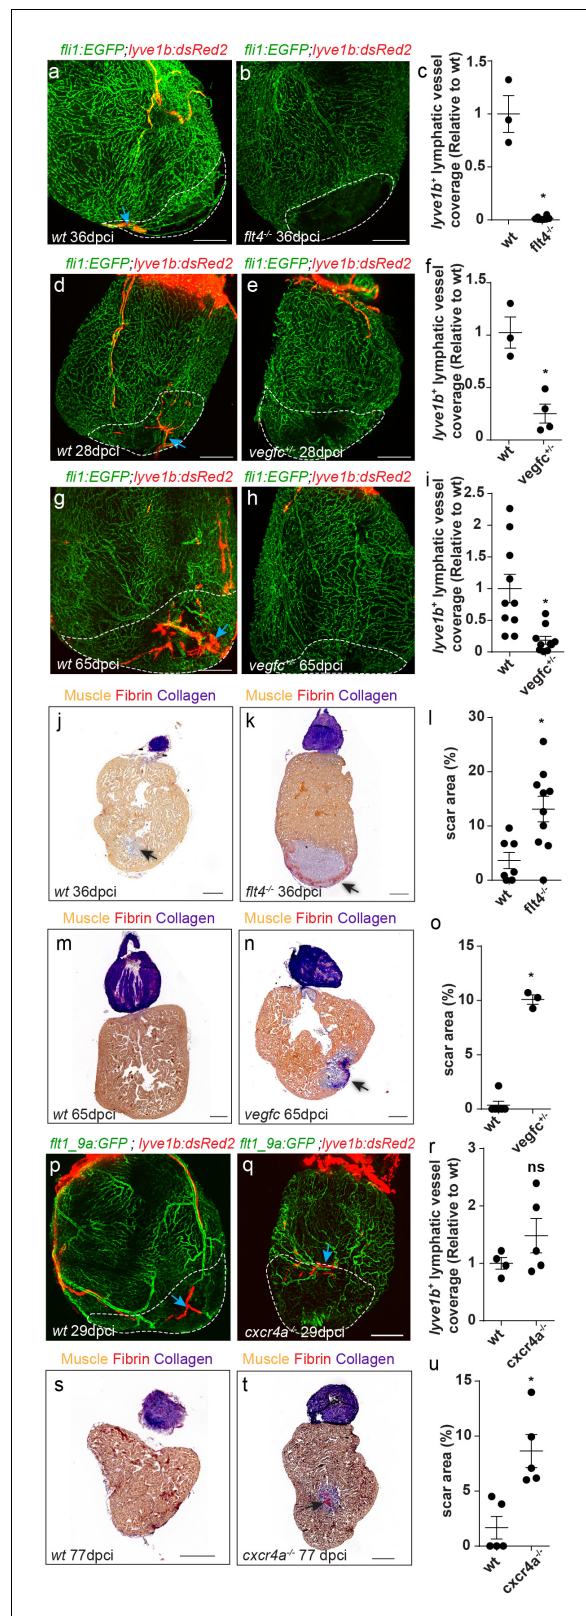 fli1:EGFP;lyve1b:dsRed2 fli1:EGFP;lyve1b:dsRed2
a
wt 36dpci
b
flt4-/- 36dpci
c
lyve1b+ lymphatic vessel
coverage (Relative to wt)
1.5
1
0.5
0
*
wt
flt4-/-
fli1:EGFP;lyve1b:dsRed2 fli1:EGFP;lyve1b:dsRed2
d
wt 28dpci
e
vegfc+/- 28dpci
f
lyve1b+ lymphatic vessel
coverage (Relative to wt)
1.5
1
0.5
0
*
wt
vegfc+/-
fli1:EGFP;lyve1b:dsRed2 fli1:EGFP;lyve1b:dsRed2
g
wt 65dpci
h
vegfc+/- 65dpci
i
lyve1b+ lymphatic vessel
coverage (Relative to wt)
2.5
2
1.5
1
0.5
0
*
wt
vegfc+/-
Muscle Fibrin Collagen Muscle Fibrin Collagen
j
wt 36dpci
k
flt4-/- 36dpci
l
scar area (%)
30
20
10
0
*
wt
flt4-/-
Muscle Fibrin Collagen Muscle Fibrin Collagen
m
wt 65dpci
n
vegfc 65dpci
o
scar area (%)
15
10
5
0
*
wt
vegfc+/-
flt1_9a:GFP ; lyve1b:dsRed2 flt1_9a:GFP ;lyve1b:dsRed2
p
wt 29dpci
q
cxcr4a-/- 29dpci
r
lyve1b+ lymphatic vessel
coverage (Relative to wt)
3
2
1
0
ns
wt
cxcr4a-/-
Muscle Fibrin Collagen Muscle Fibrin Collagen
s
wt 77dpci
t
cxcr4a-/- 77 dpci
u
scar area (%)
15
10
5
0
*
wt
cxcr4a-/-